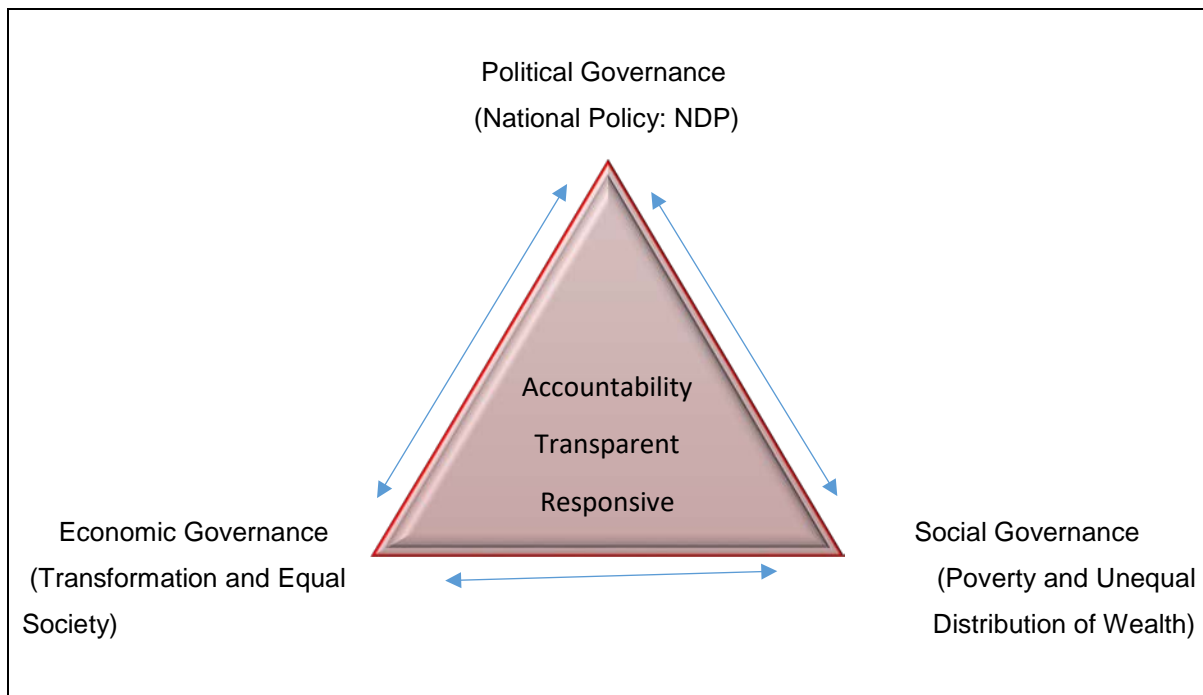 Political Governance
(National Policy: NDP)
Accountability
Transparent
Responsive
Economic Governance
(Transformation and Equal
Society)
Social Governance
(Poverty and Unequal
Distribution of Wealth)